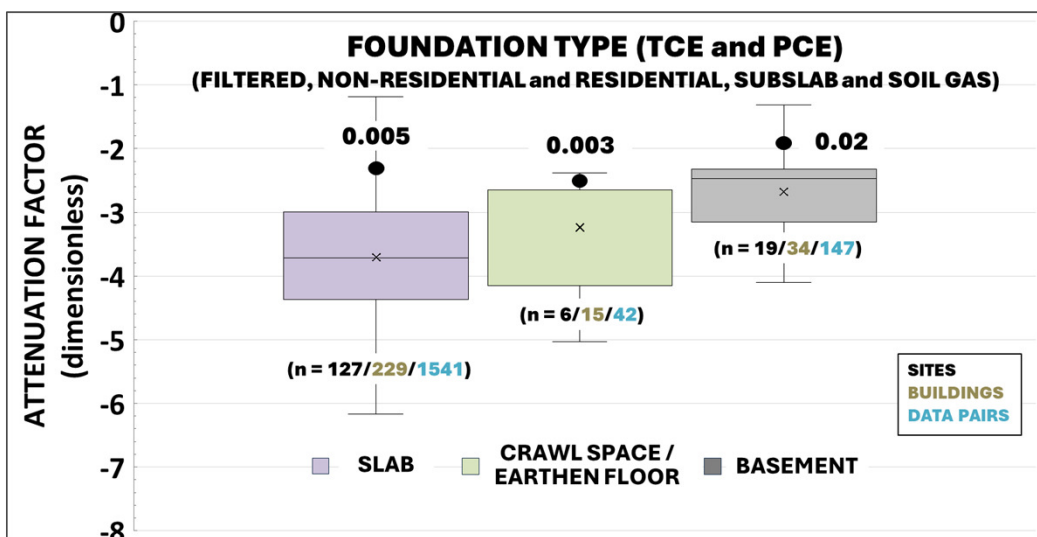 0
FOUNDATION TYPE (TCE and PCE)
(FILTERED, NON-RESIDENTIAL and RESIDENTIAL, SUBSLAB and SOIL GAS)
-1
0.005
0.003
0.02
-2
-3
(n = 19/34/147)
-4
(n = 6/15/42)
-5
(n = 127/229/1541)
SITES
BUILDINGS
DATA PAIRS
-6
-7
-8
SLAB
CRAWL SPACE /
EARTHEN FLOOR
BASEMENT
ATTENUATION FACTOR
(dimensionless)